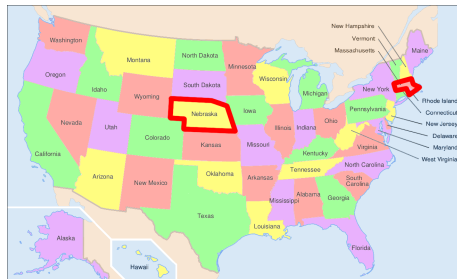 New Hampshire
Vermont
Massachusetts
Washington
Maine
Montana
North Dakota
Minnesota
Oregon
Idaho
South Dakota
Wisconsin
Michigan
New York
Wyoming
Rhode Island
Nebraska
Iowa
Pennsylvania
Connecticut
Nevada
Utah
Colorado
Illinois
Indiana
Ohio
New Jersey
Delaware
California
Kansas
Missouri
Virginia
Maryland
Kentucky
West Virginia
Arizona
New Mexico
Oklahoma
Arkansas
Tennessee
North Carolina
South
Carolina
Texas
Mississippi
Alabama
Georgia
Louisiana
Florida
Alaska
Hawaii